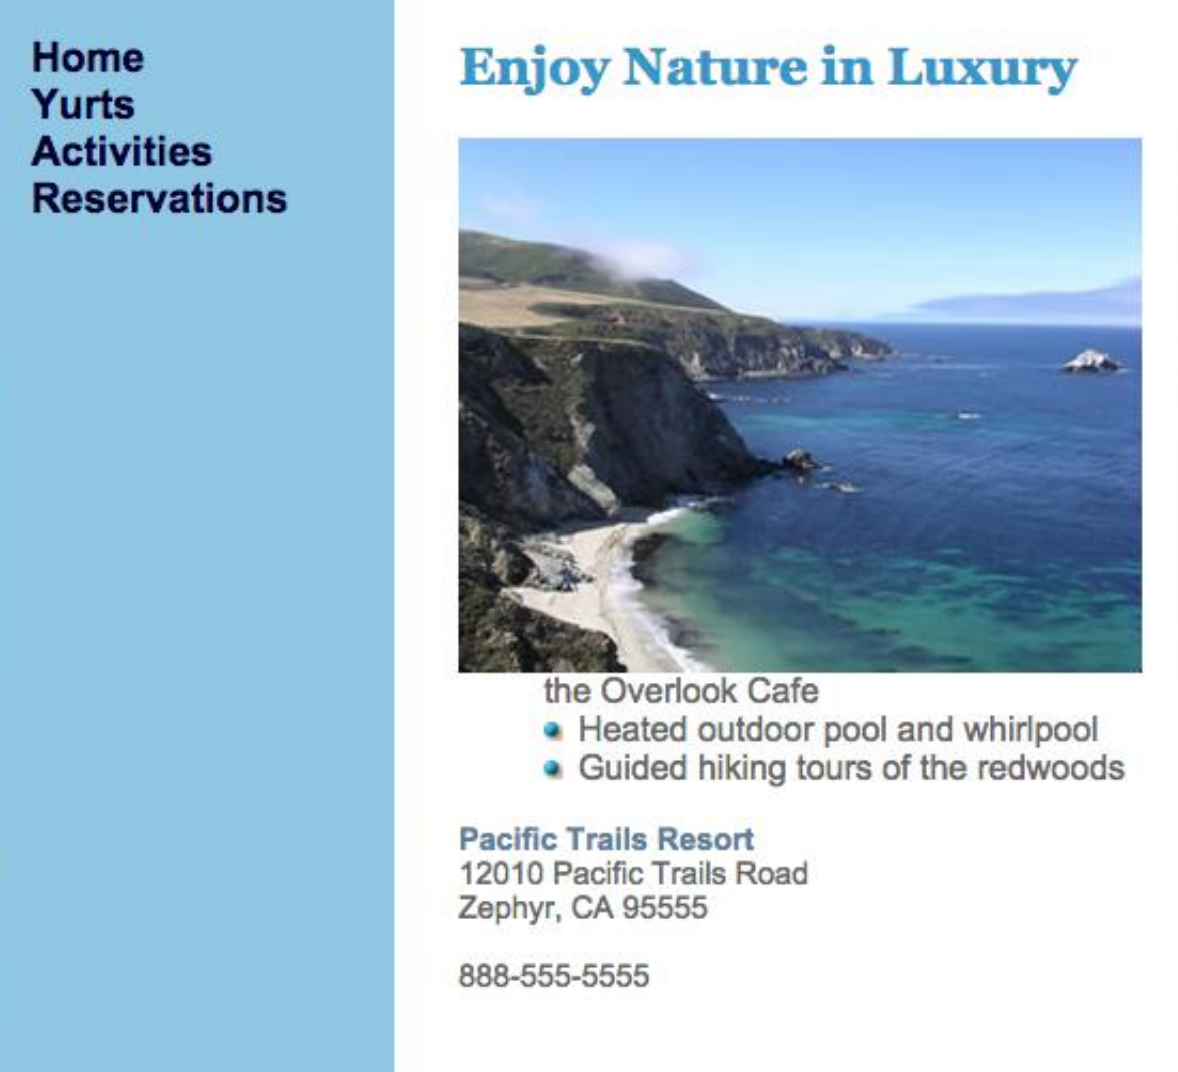 Home
Yurts
Activities
Reservations
Enjoy Nature in Luxury
the Overlook Cafe
Heated outdoor pool and whirlpool
Guided hiking tours of the redwoods
Pacific Trails Resort
12010 Pacific Trails Road
Zephyr, CA 95555
888-555-5555